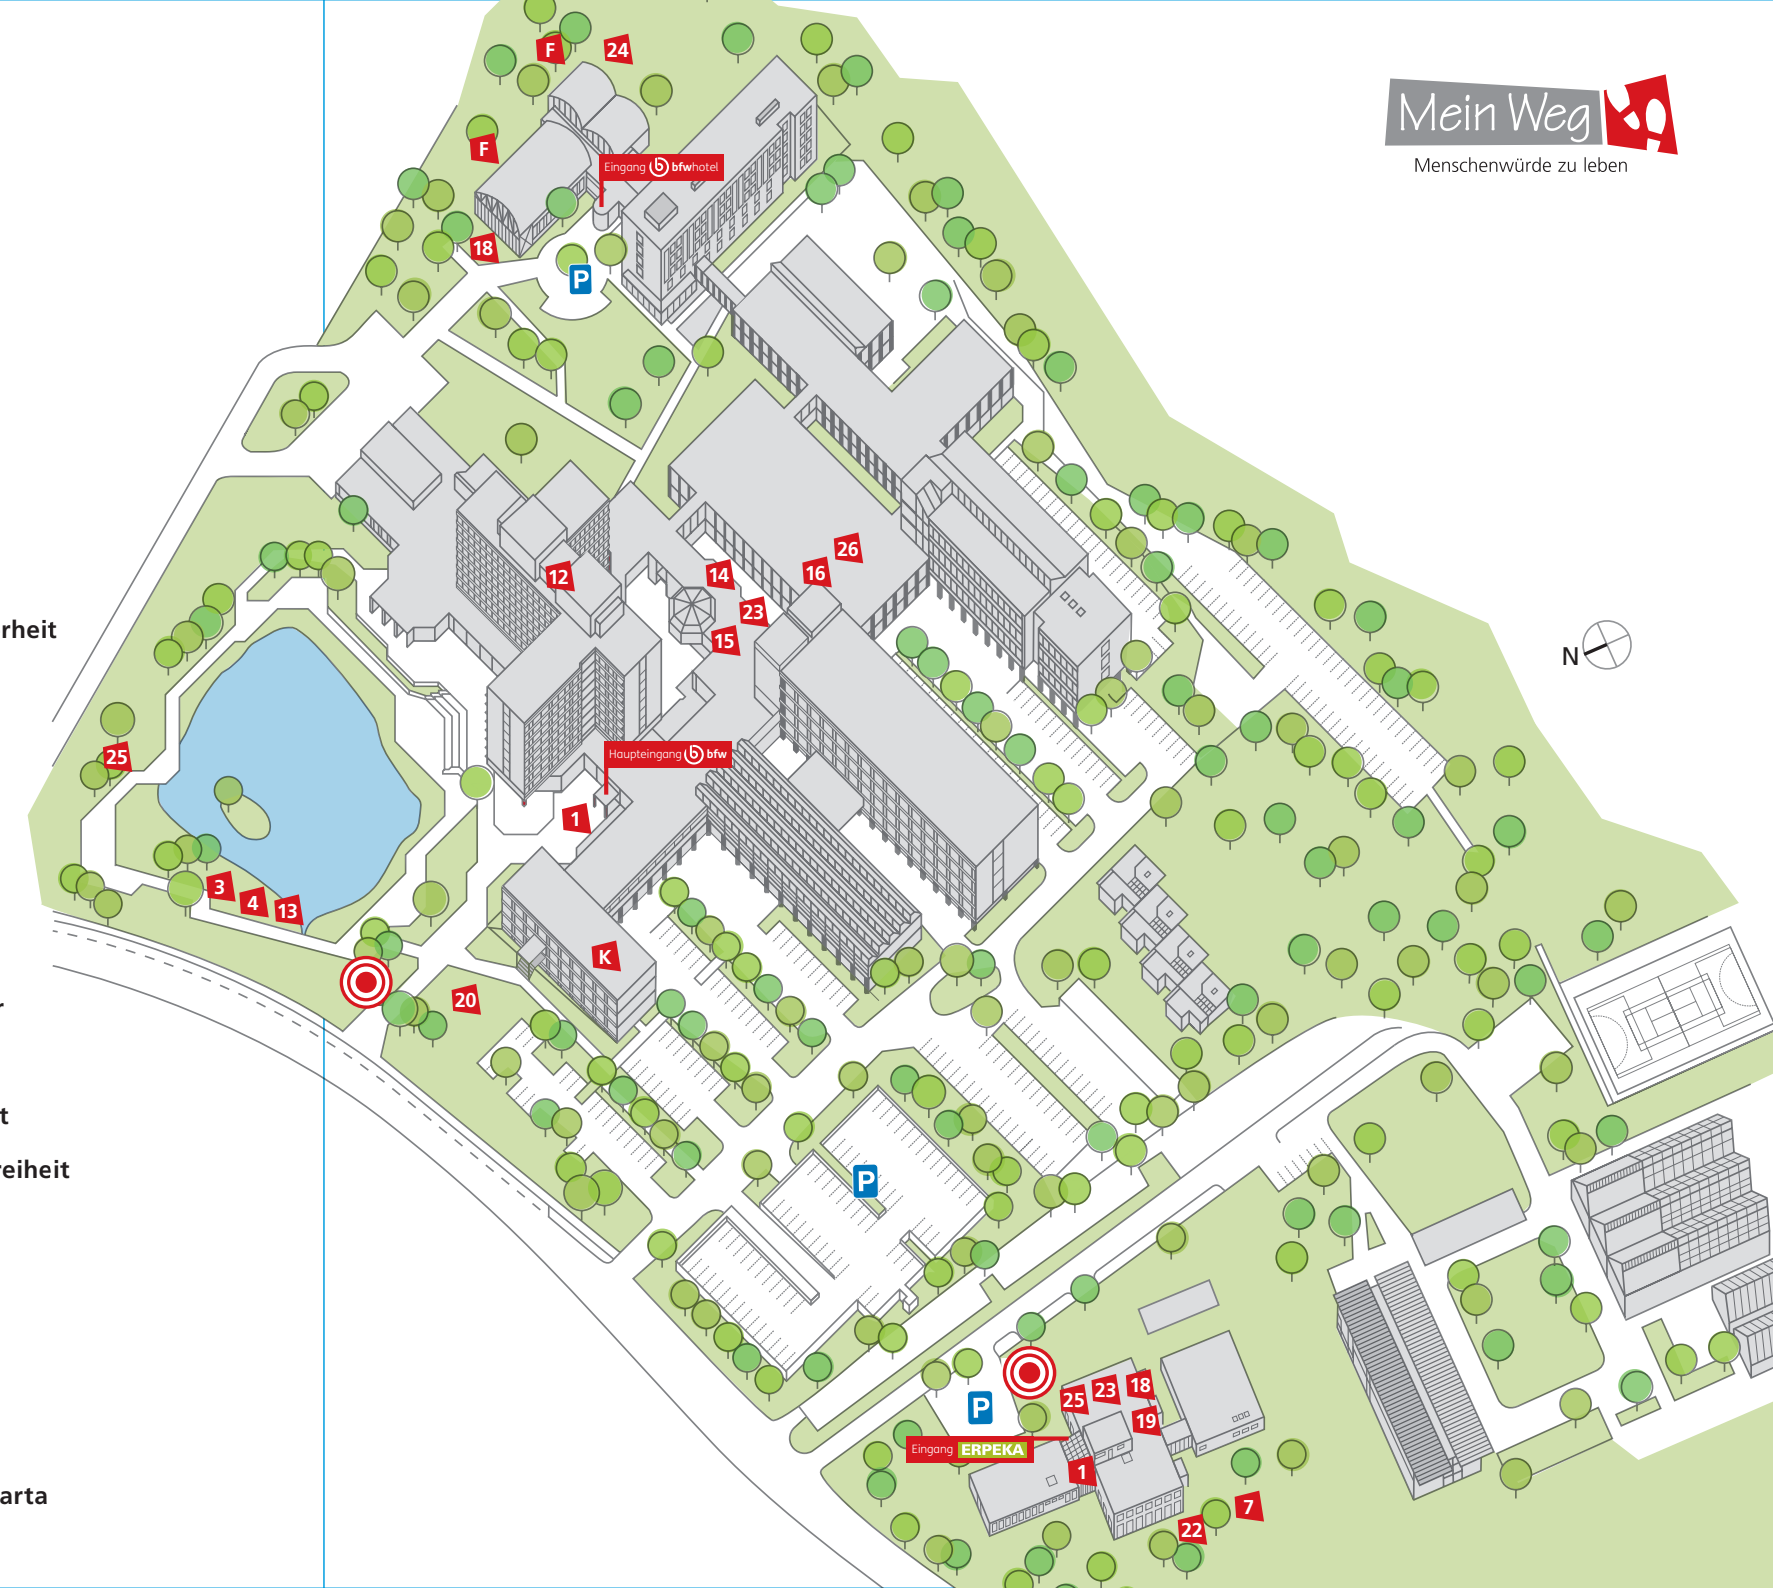 F
24
Mein Weg
Menschenwürde zu leben
F
Eingang b bfwhotel
18
P
12
14
16
26
23
15
rheit
N
25
Haupteingang b bfw
1
3
4
13
K
20
r
t
reiheit
P
25
23
18
P
19
Eingang ERPEKA
1
arta
7
22